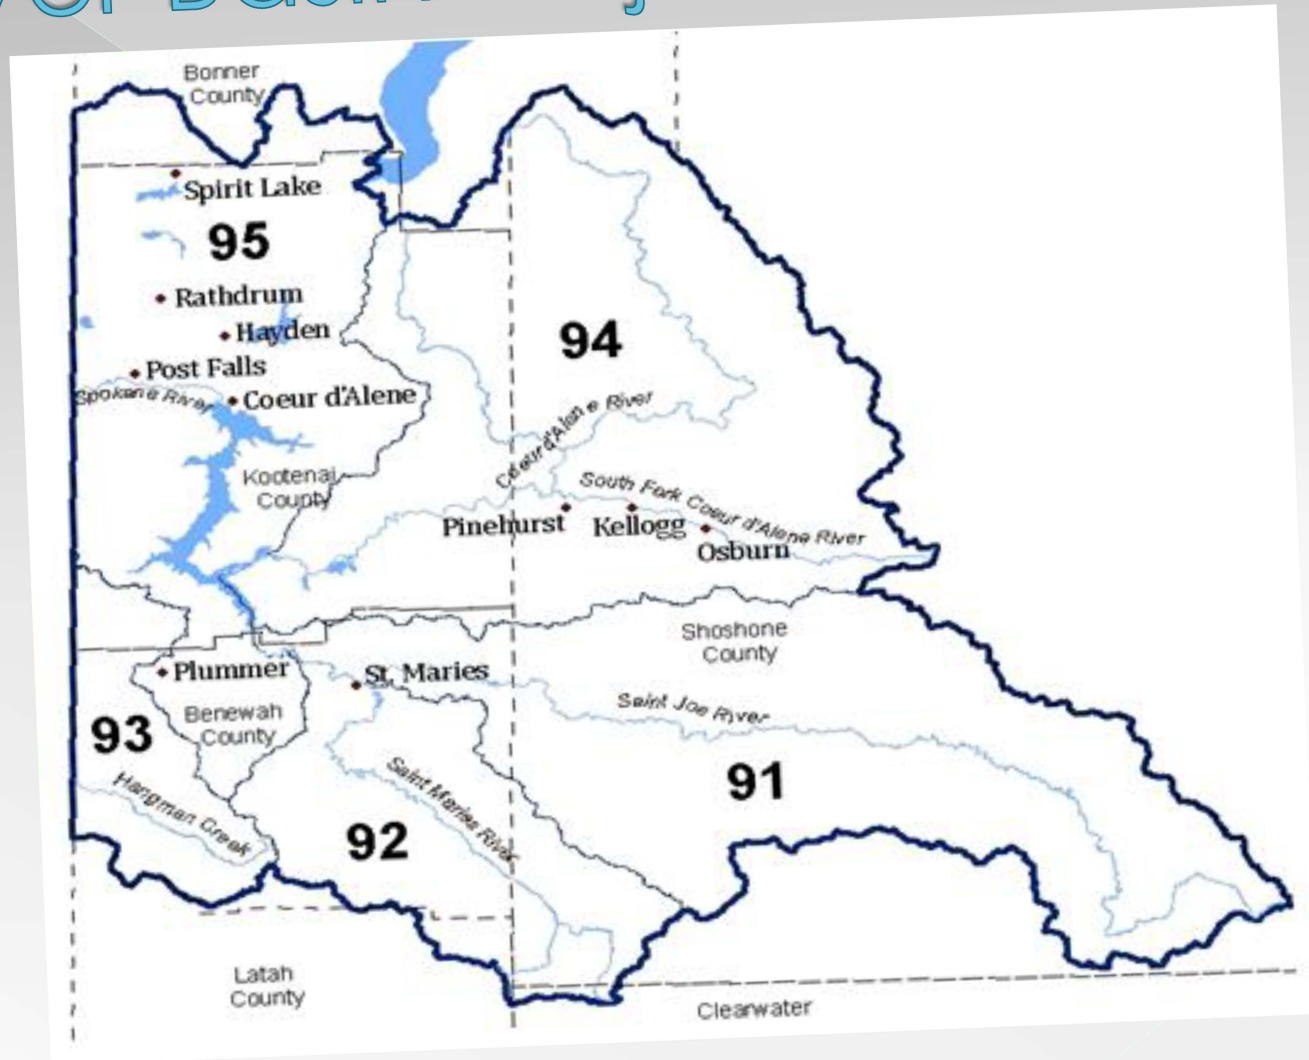 Bonner
County
Spirit Lake
95
Rathdrum
Hayden
94
Post Falls
Spokane River
Coeur d'Alene
Coeur d'Alene River
Kootenai
County
South Fork Coeur d'Alene River
Pinehurst
Kellogg
Osburn
Shoshone
County
Plummer
St. Maries
Benewah
County
Saint Joe River
93
91
Hangman Creek
Saint Maries River
92
Latah
County
Clearwater